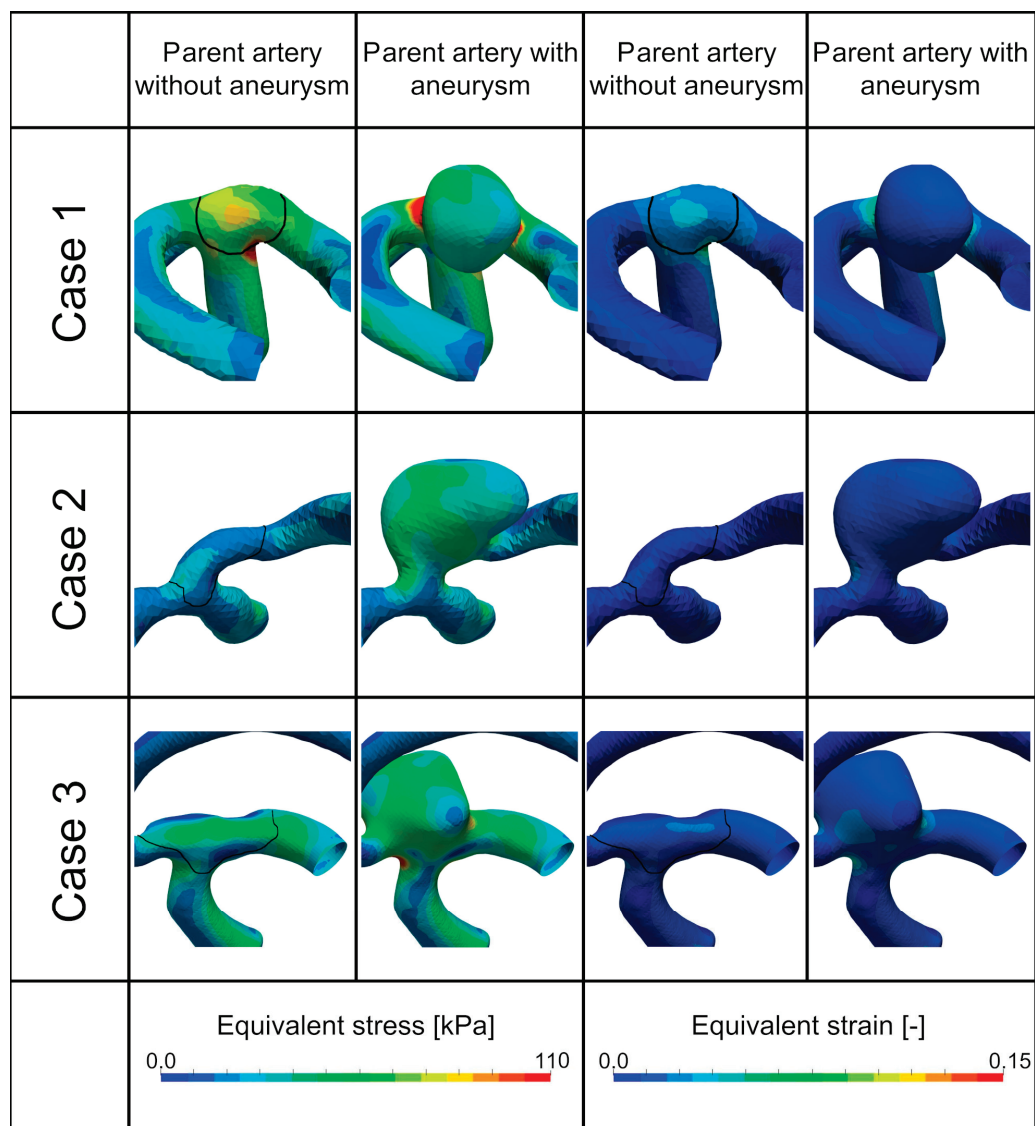 Parent artery
without aneurysm
Parent artery with
aneurysm
Parent artery
without aneurysm
Parent artery with
aneurysm
Case 1
Case 2
Case 3
Equivalent stress [kPa]
0.0 110
Equivalent strain [-]
0.0 0.15